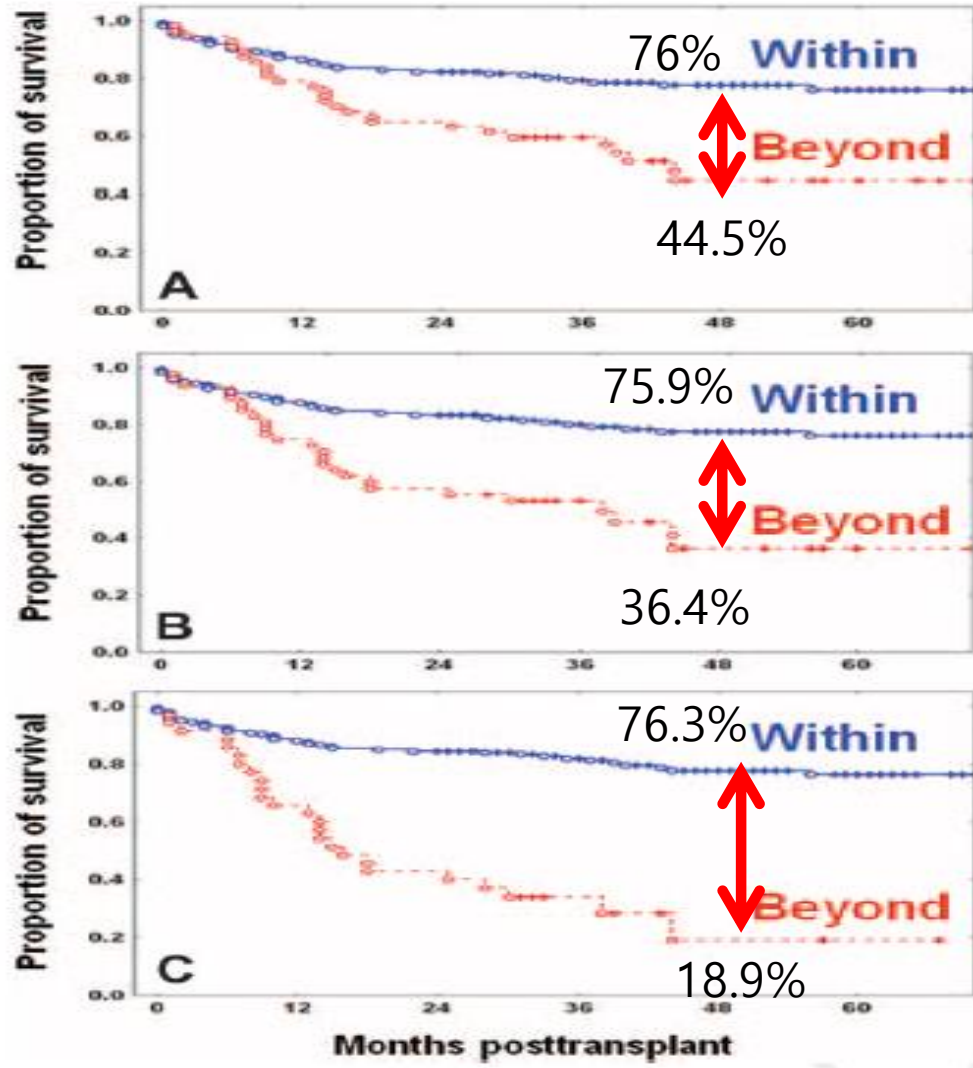 Proportion of survival
1.0
0.8
0.6
0.4
0.2
0.0
76% Within
Beyond
44.5%
A
0 12 24 36 48 60
Proportion of survival
1.0
0.8
0.6
0.4
0.2
0.0
75.9% Within
Beyond
36.4%
B
0 12 24 36 48 60
Proportion of survival
1.0
0.8
0.6
0.4
0.2
0.0
76.3% Within
Beyond
18.9%
C
0 12 24 36 48 60
Months posttransplant